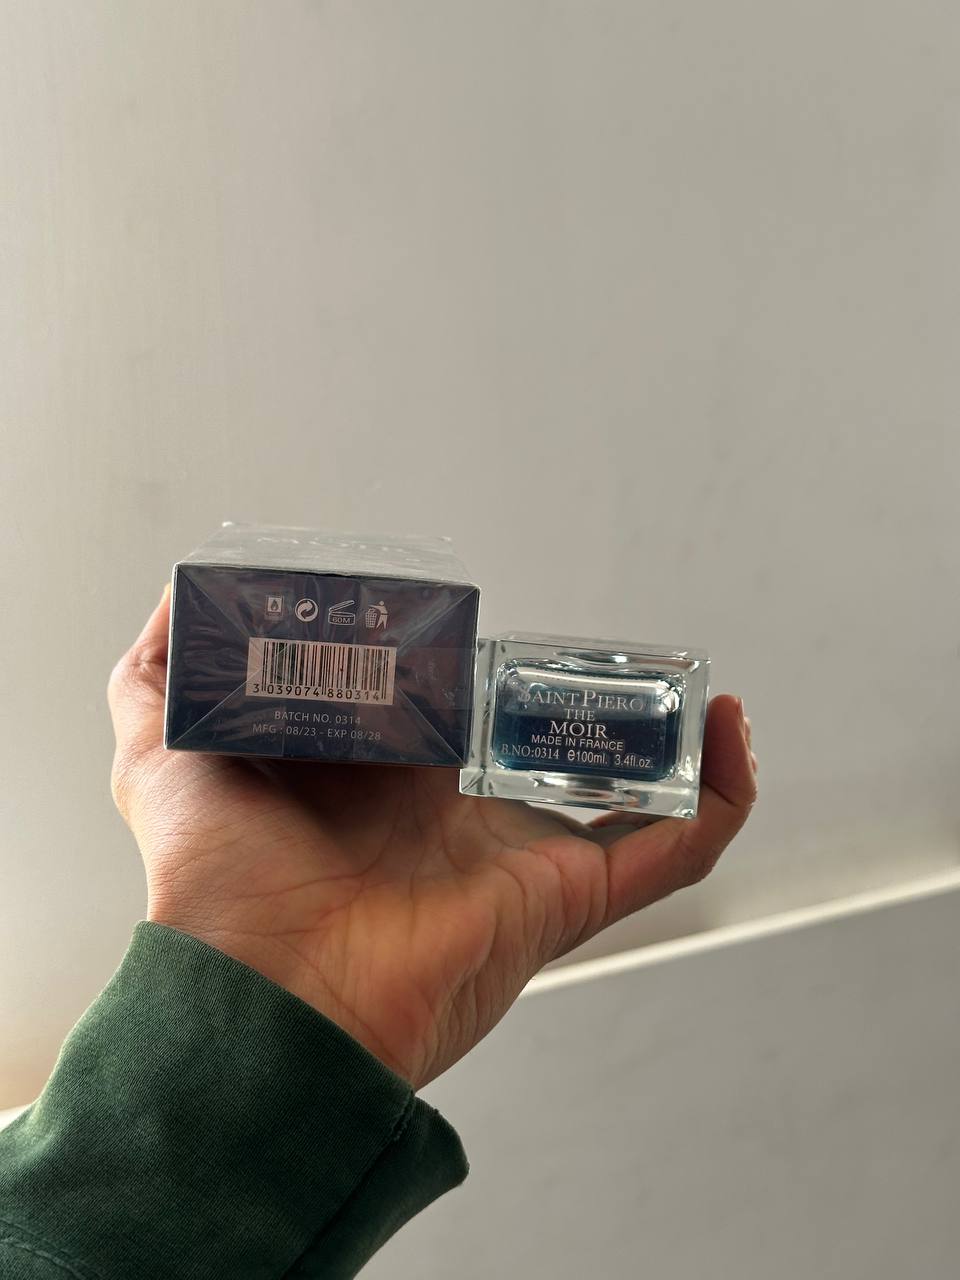 60M
3 039074 880314
BATCH NO. 0314
MFG : 08/23 - EXP 08/28
SAINT PIERO
THE
MOIR
MADE IN FRANCE
B.NO:0314 e100ml. 3.4fl.oz.